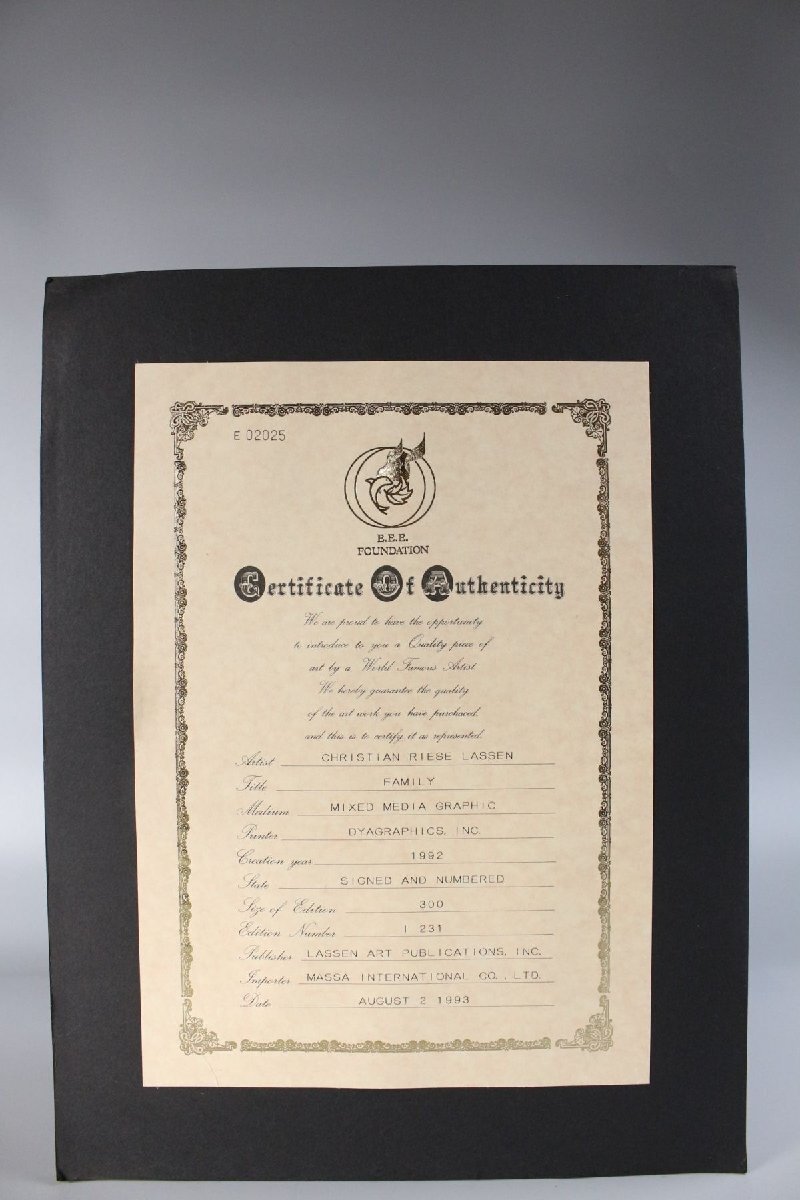 E 02025
E.E.E.
FOUNDATION
Certificate Of Authenticity
We are proud to have the opportunity
to introduce to you a Quality piece of
art by a World Famous Artist
We hereby guarantee the quality
of the art work you have purchased
and this is to certify it as represented.
Artist CHRISTIAN RIESE LASSEN
Title FAMILY
Medium MIXED MEDIA GRAPHIC
Printer DYAGRAPHICS, INC.
Creation year 1992
State SIGNED AND NUMBERED
Size of Edition 300
Edition Number I 231
Publisher LASSEN ART PUBLICATIONS, INC.
Importer MASSA INTERNATIONAL CO., LTD.
Date AUGUST 2 1993